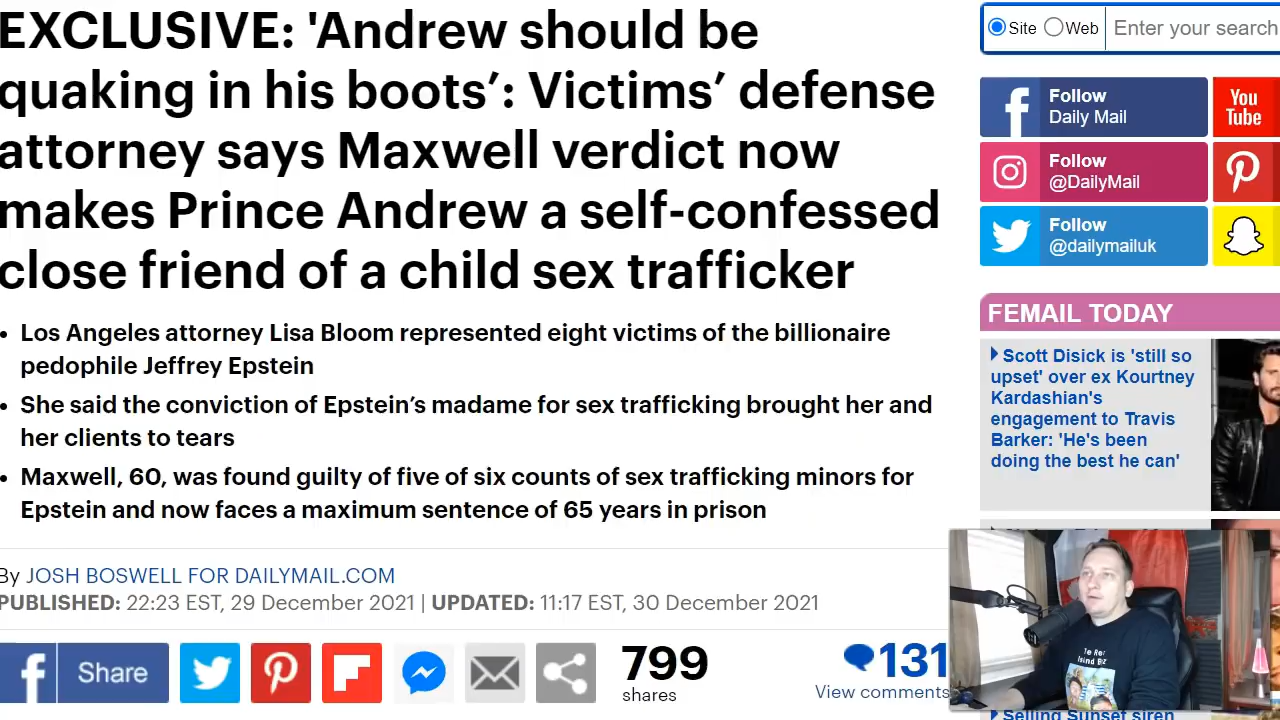 EXCLUSIVE: 'Andrew should be
quaking in his boots’: Victims’ defense
attorney says Maxwell verdict now
makes Prince Andrew a self-confessed
close friend of a child sex trafficker
• Los Angeles attorney Lisa Bloom represented eight victims of the billionaire
pedophile Jeffrey Epstein
• She said the conviction of Epstein’s madame for sex trafficking brought her and
her clients to tears
• Maxwell, 60, was found guilty of five of six counts of sex trafficking minors for
Epstein and now faces a maximum sentence of 65 years in prison
By JOSH BOSWELL FOR DAILYMAIL.COM
PUBLISHED: 22:23 EST, 29 December 2021 | UPDATED: 11:17 EST, 30 December 2021
Share
799
shares
131
View comments
Site Web Enter your search
Follow
Daily Mail
You
Tube
Follow
@DailyMail
Follow
@dailymailuk
FEMAIL TODAY
Scott Disick is 'still so
upset' over ex Kourtney
Kardashian's
engagement to Travis
Barker: 'He's been
doing the best he can'
Selling Sunset siren